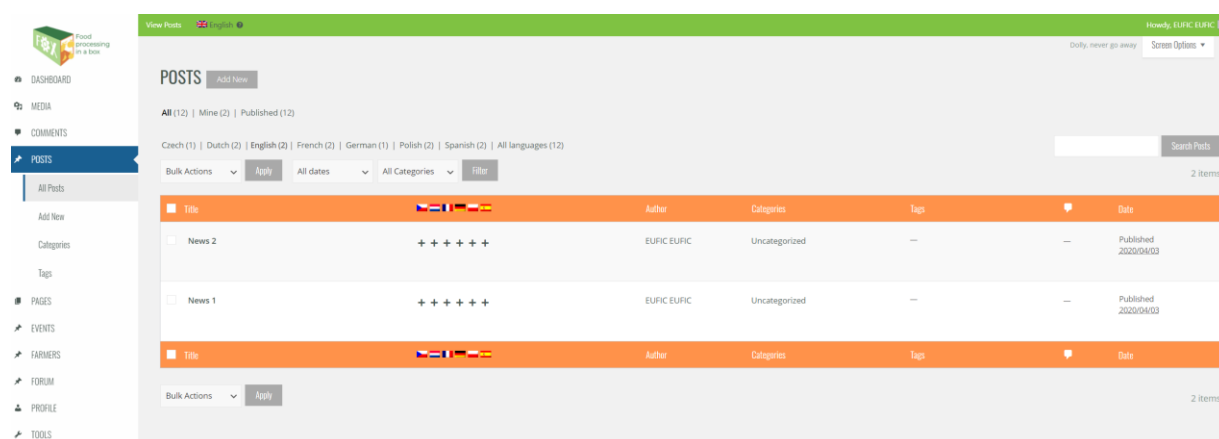 FOX
Food
processing
in a box
View Posts English
Howdy, EUFIC EUFIC
Dolly, never go away Screen Options
DASHBOARD
MEDIA
COMMENTS
POSTS
All Posts
Add New
Categories
Tags
PAGES
EVENTS
FARMERS
FORUM
PROFILE
TOOLS
POSTS Add New
All (12) | Mine (2) | Published (12)
Czech (1) | Dutch (2) | English (2) | French (2) | German (1) | Polish (2) | Spanish (2) | All languages (12)
Search Posts
Bulk Actions Apply All dates All Categories Filter
2 items
Title Author Categories Tags Date
News 2 + + + + + + EUFIC EUFIC Uncategorized — — Published
2020/04/03
News 1 + + + + + + EUFIC EUFIC Uncategorized — — Published
2020/04/03
Title Author Categories Tags Date
Bulk Actions Apply
2 items